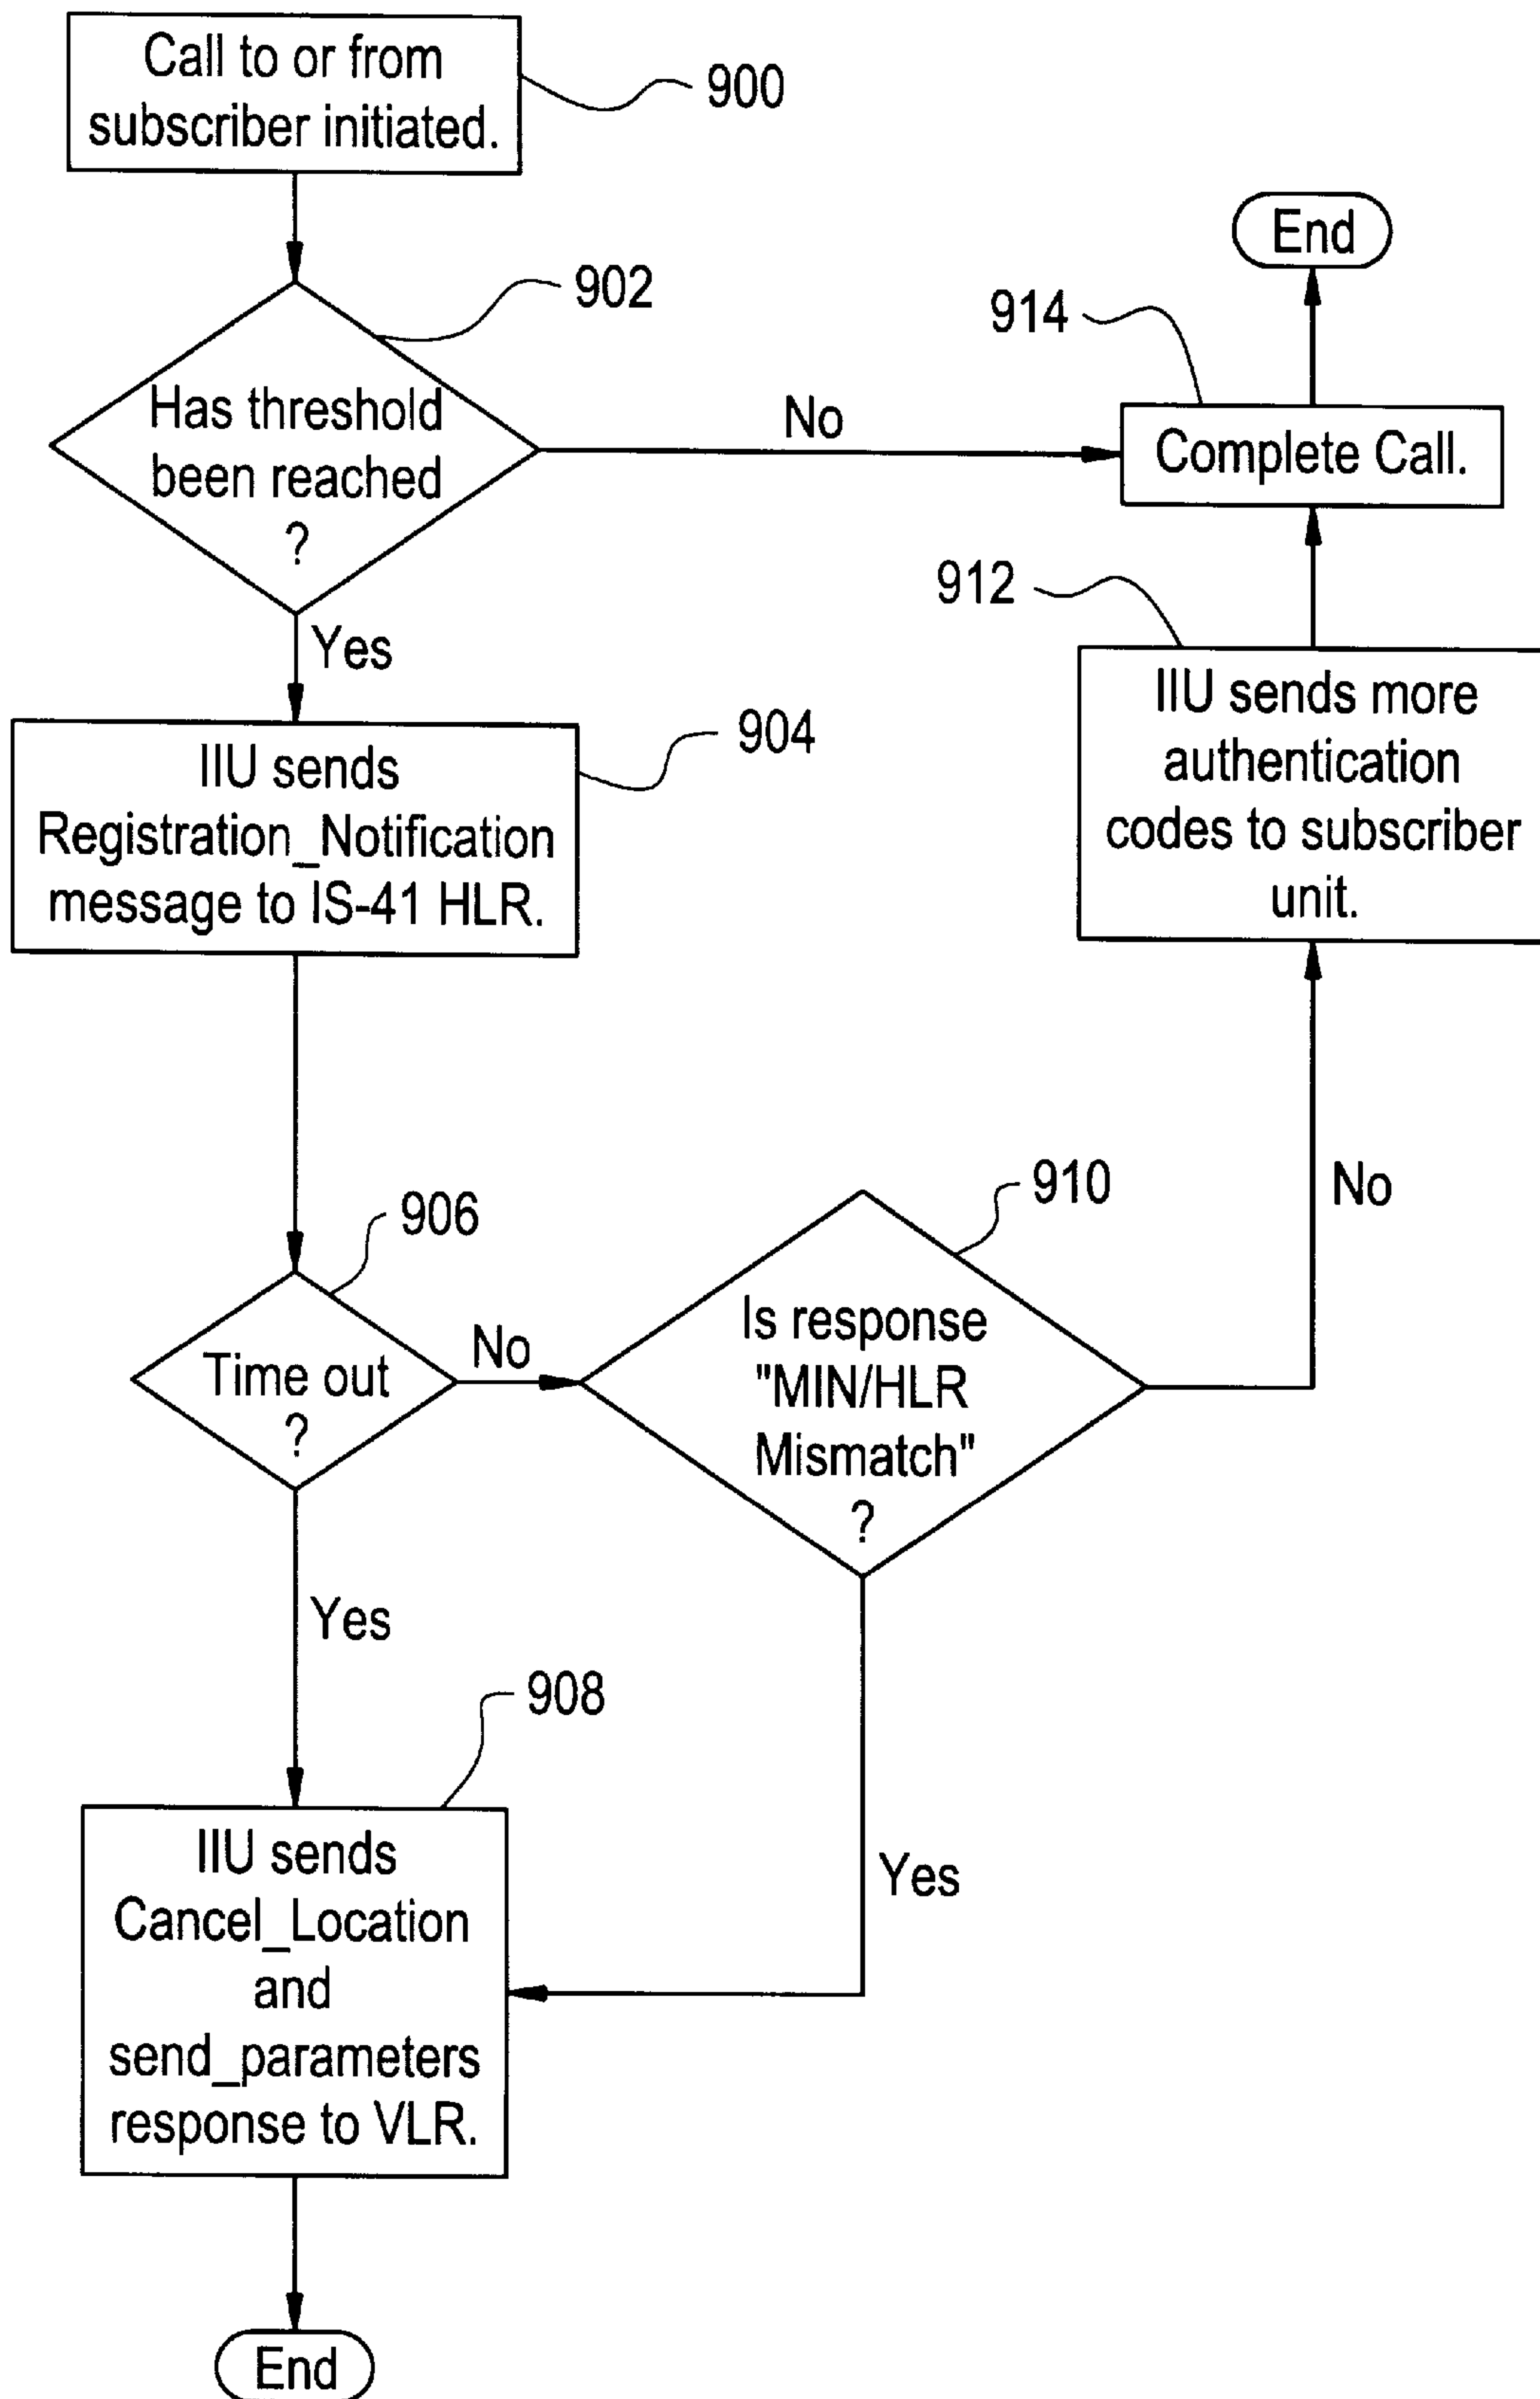 Call to or from
subscriber initiated.
900
902
Has threshold
been reached
?
No
Yes
End
914
Complete Call.
912
IIU sends more
authentication
codes to subscriber
unit.
904
IIU sends
Registration_Notification
message to IS-41 HLR.
906
Time out
?
No
910
Is response
"MIN/HLR
Mismatch"
?
No
Yes
Yes
908
IIU sends
Cancel_Location
and
send_parameters
response to VLR.
End